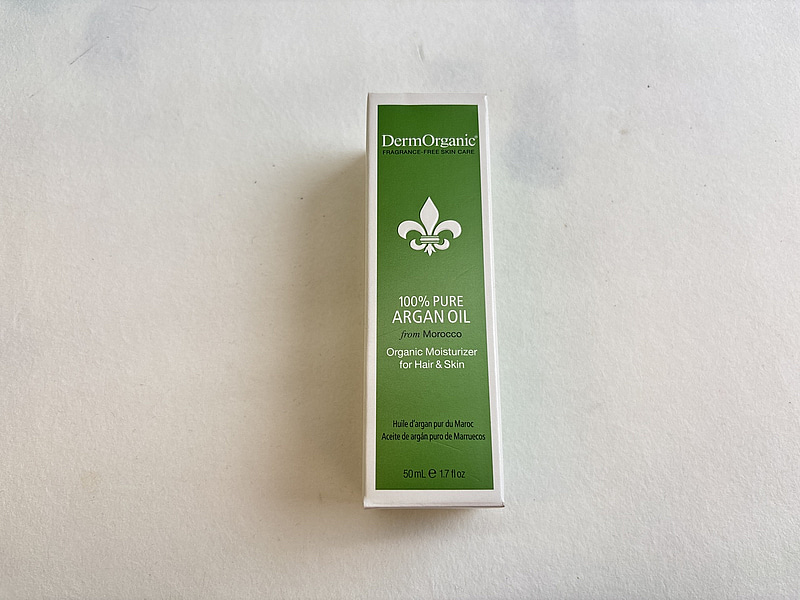 DermOrganic®
FRAGRANCE-FREE SKIN CARE
100% PURE
ARGAN OIL
from Morocco
Organic Moisturizer
for Hair & Skin
Huile d'argan pur du Maroc
Aceite de argán puro de Marruecos
50 mL ℮ 1.7 fl oz